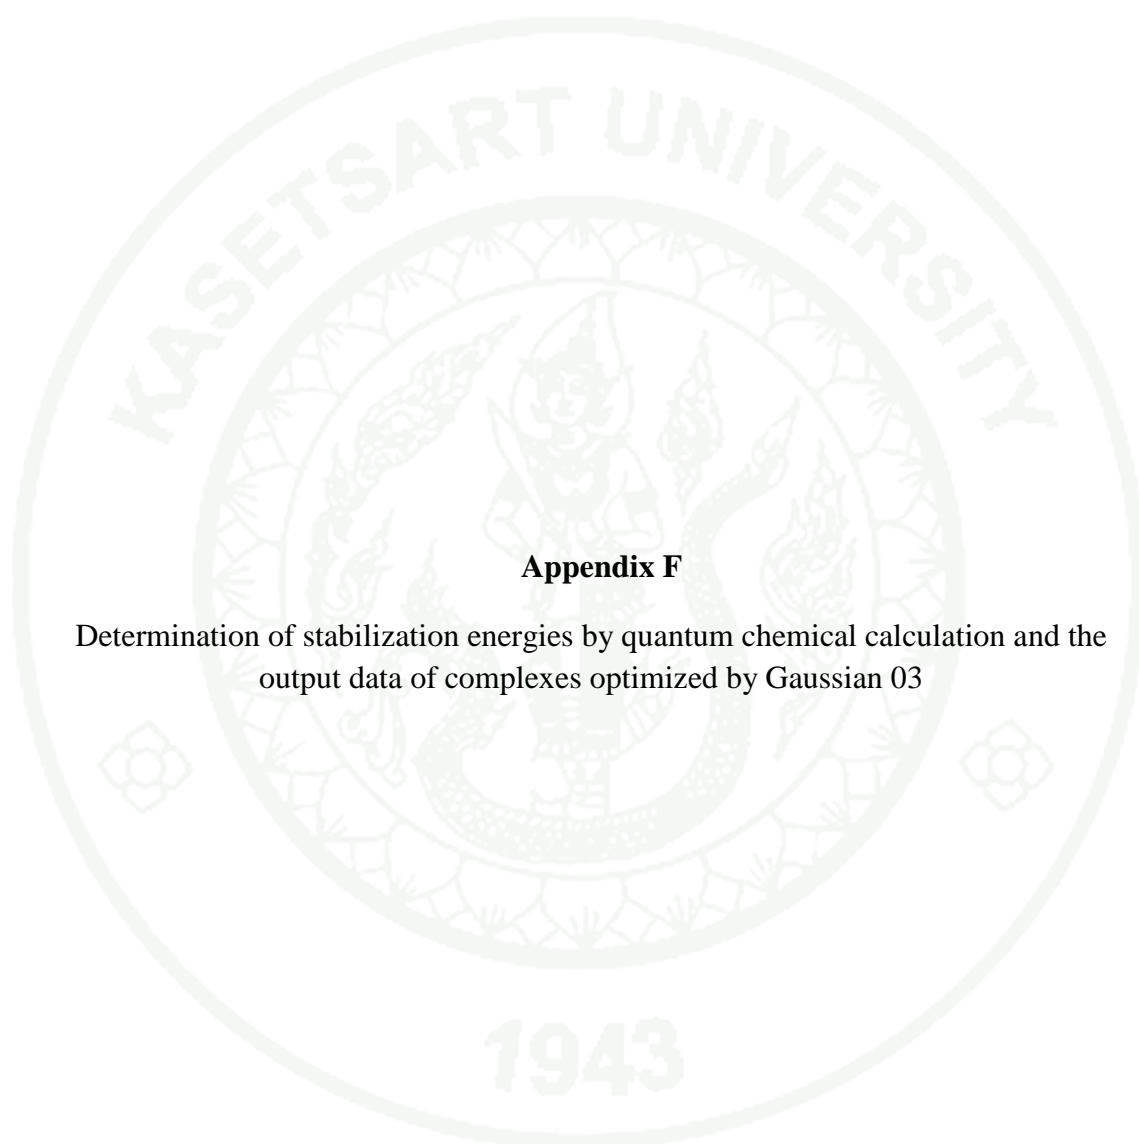 KASETSART UNIVERSITY
Appendix F
Determination of stabilization energies by quantum chemical calculation and the
output data of complexes optimized by Gaussian 03
1943